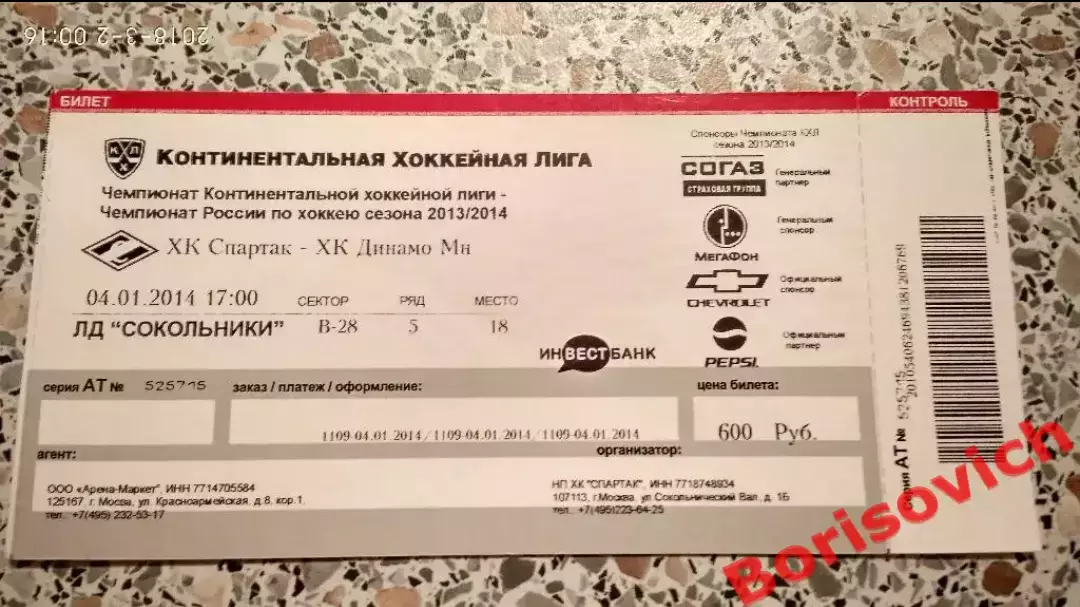 2018-3-2 00:16
БИЛЕТ
КОНТРОЛЬ
КХЛ
КОНТИНЕНТАЛЬНАЯ ХОККЕЙНАЯ ЛИГА
Чемпионат Континентальной хоккейной лиги -
Чемпионат России по хоккею сезона 2013/2014
ХК Спартак - ХК Динамо Мн
04.01.2014 17:00 СЕКТОР РЯД МЕСТО
ЛД "СОКОЛЬНИКИ" В-28 5 18
ИНВЕСТБАНК
Спонсоры Чемпионата КХЛ
сезона 2013/2014
СОГАЗ
СТРАХОВАЯ ГРУППА
Генеральный
партнер
МЕГАФОН
Генеральный
спонсор
CHEVROLET
Официальный
спонсор
PEPSI
Официальный
партнер
серия АТ № 525715 заказ / платеж / оформление: цена билета:
1109-04.01.2014/1109-04.01.2014/1109-04.01.2014 600 Руб.
агент: организатор:
ООО «Арена-Маркет», ИНН 7714705584
125167 г. Мосва, ул. Красноармейская, д.8, кор. 1.
тел.: +7(495) 232-53-17
НП ХК "СПАРТАК", ИНН 7718748934
107113, г.Москва, ул. Сокольнический Вал, д. 1Б
тел.: +7(495)223-64-25
серия АТ № 525715
2010540624694381206769
Borisovich